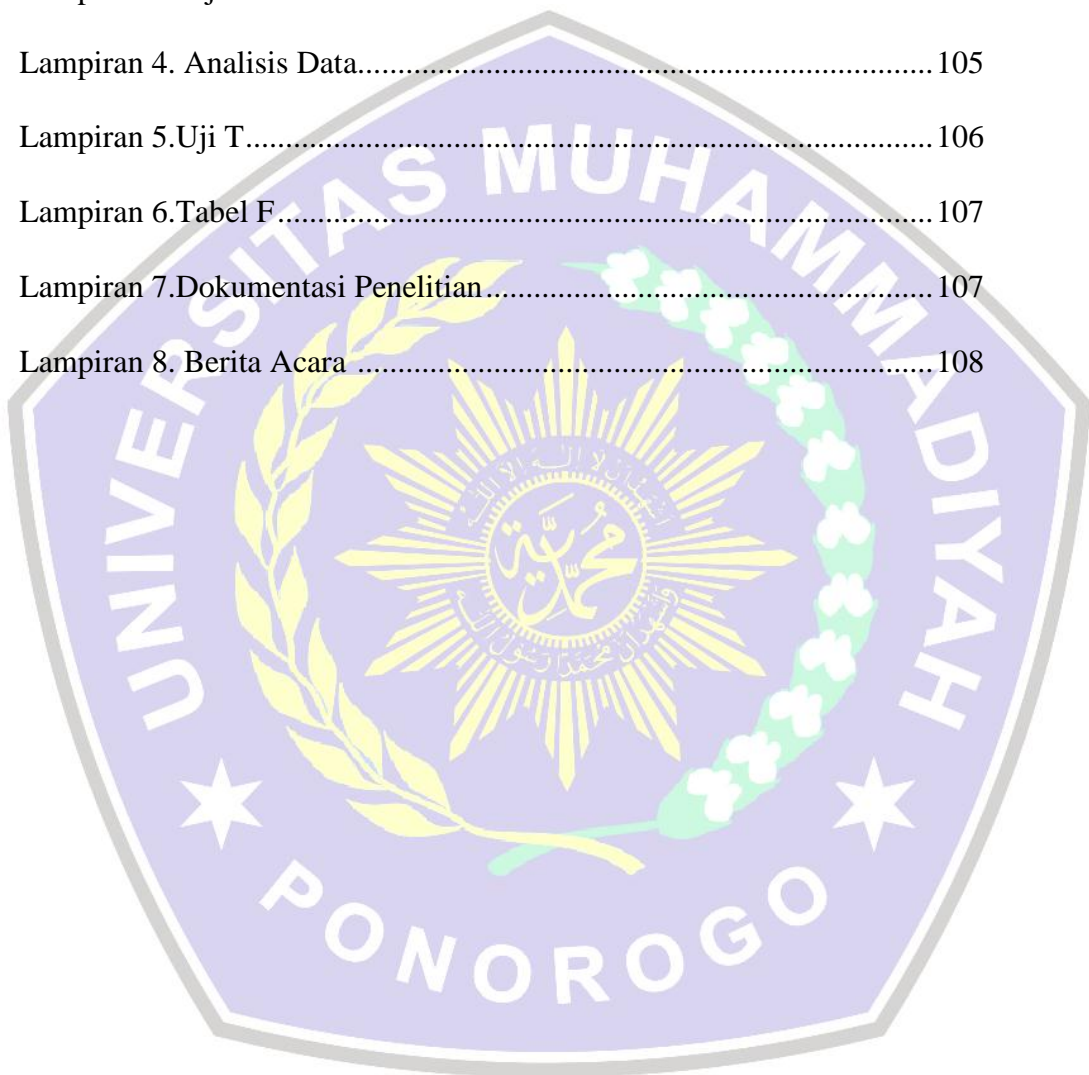 Lampiran 4. Analisis Data.................................................................... 105
Lampiran 5.Uji T................................................................................. 106
Lampiran 6.Tabel F............................................................................. 107
Lampiran 7.Dokumentasi Penelitian..................................................... 107
Lampiran 8. Berita Acara .................................................................... 108
UNIVERSITAS MUHAMMADIYAH
PONOROGO